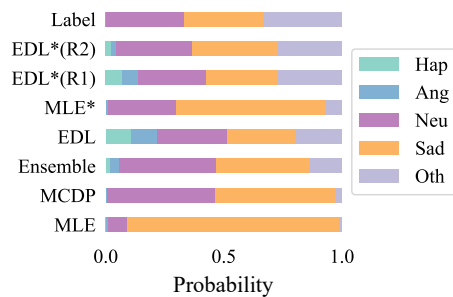 Label
EDL*(R2)
EDL*(R1)
MLE*
EDL
Ensemble
MCDP
MLE
0.0 0.5 1.0
Probability
Hap
Ang
Neu
Sad
Oth